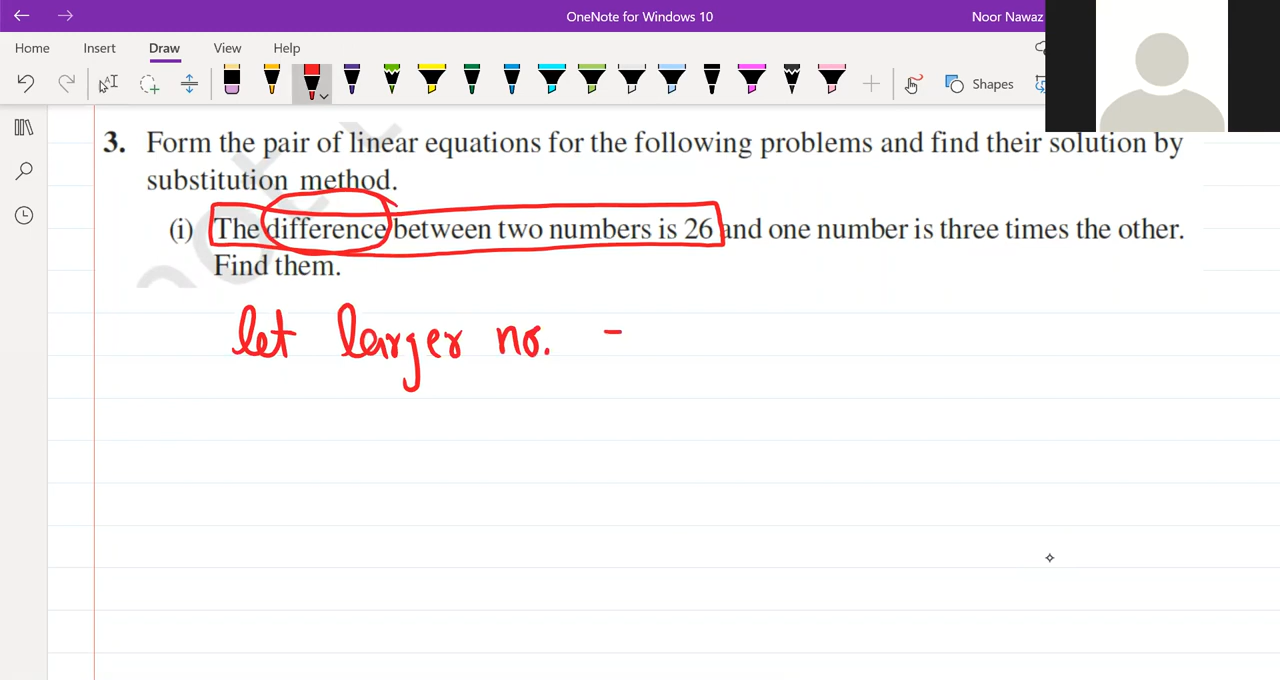 OneNote for Windows 10
Noor Nawaz
Home Insert Draw View Help
Shapes
3. Form the pair of linear equations for the following problems and find their solution by
substitution method.
(i) The difference between two numbers is 26 and one number is three times the other.
Find them.
let larger no. =